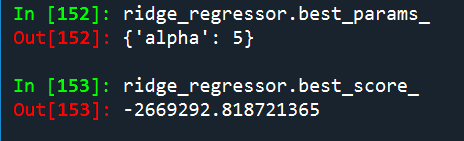 In [152]: ridge_regressor.best_params_
Out[152]: {'alpha': 5}
In [153]: ridge_regressor.best_score_
Out[153]: -2669292.818721365